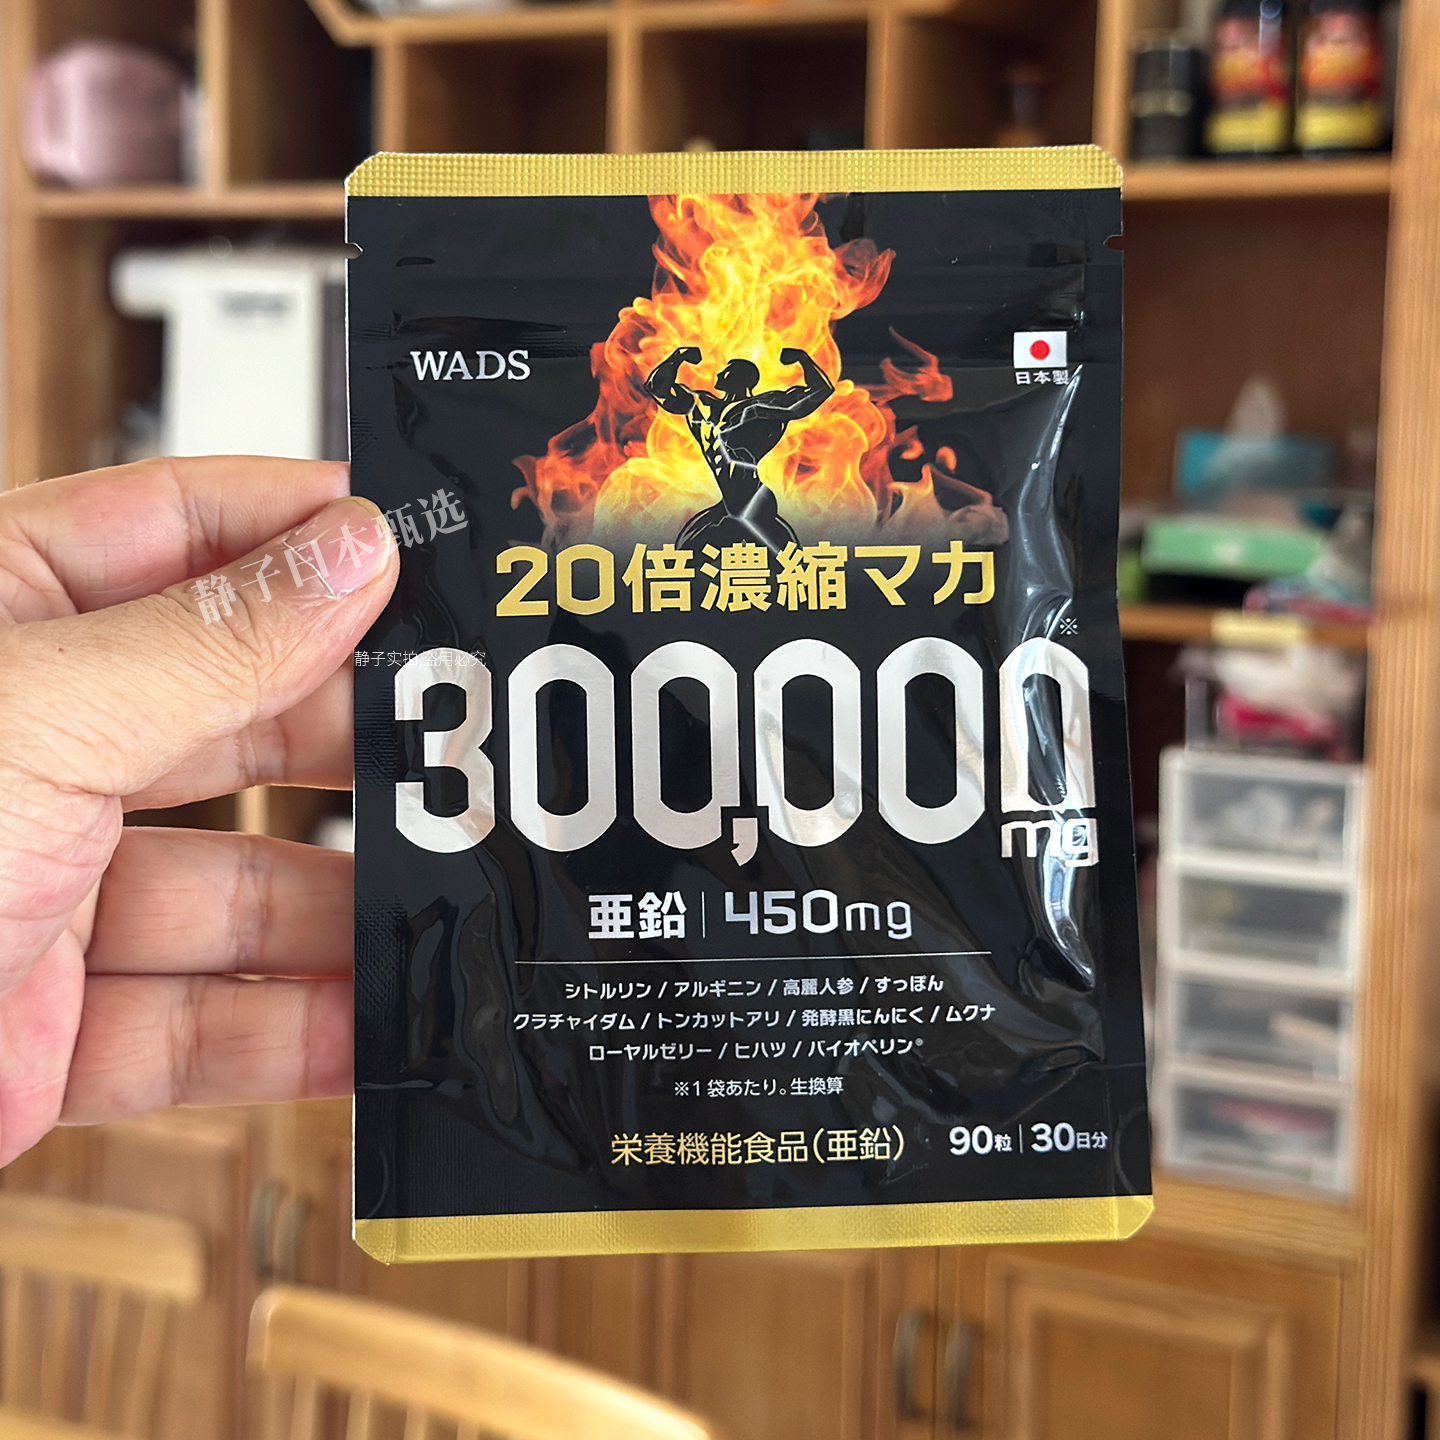 WADS
日本製
静子日本甄选
20倍濃縮マカ
※
静子实拍 盗用必究
300,000mg
亜鉛 | 450mg
シトルリン / アルギニン / 高麗人参 / すっぽん
クラチャイダム / トンカットアリ / 発酵黒にんにく / ムクナ
ローヤルゼリー / ヒハツ / バイオペリン®
※1袋あたり。生換算
栄養機能食品(亜鉛) 90粒 | 30日分